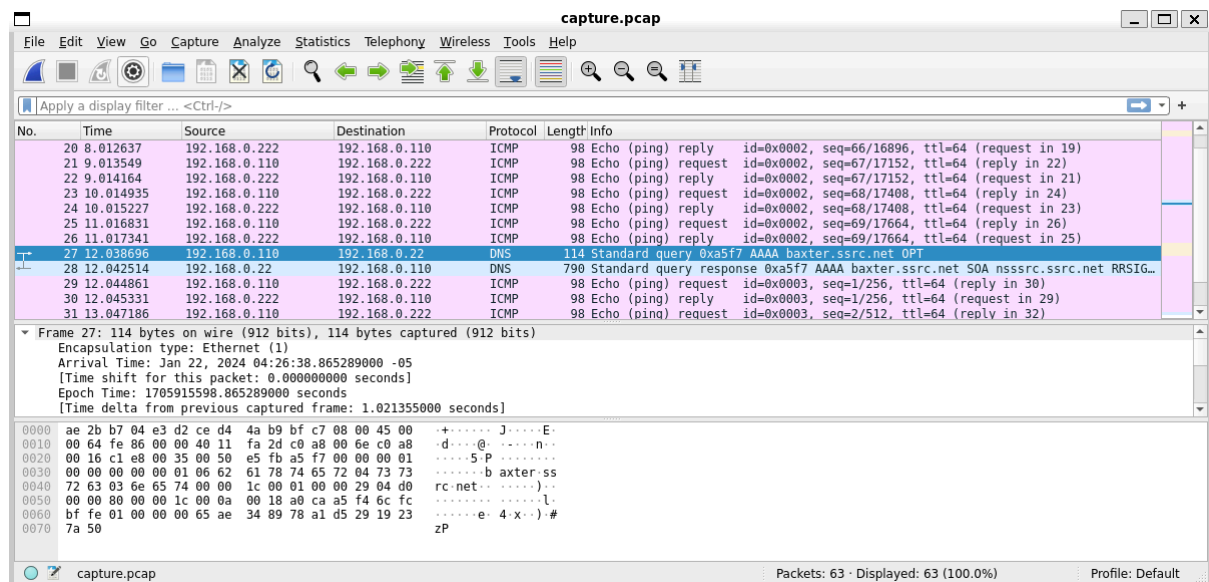 capture.pcap
File Edit View Go Capture Analyze Statistics Telephony Wireless Tools Help
Apply a display filter ... <Ctrl-/>
No. Time Source Destination Protocol Length Info
20 8.012637 192.168.0.222 192.168.0.110 ICMP 98 Echo (ping) reply id=0x0002, seq=66/16896, ttl=64 (request in 19)
21 9.013549 192.168.0.110 192.168.0.222 ICMP 98 Echo (ping) request id=0x0002, seq=67/17152, ttl=64 (reply in 22)
22 9.014164 192.168.0.222 192.168.0.110 ICMP 98 Echo (ping) reply id=0x0002, seq=67/17152, ttl=64 (request in 21)
23 10.014935 192.168.0.110 192.168.0.222 ICMP 98 Echo (ping) request id=0x0002, seq=68/17408, ttl=64 (reply in 24)
24 10.015227 192.168.0.222 192.168.0.110 ICMP 98 Echo (ping) reply id=0x0002, seq=68/17408, ttl=64 (request in 23)
25 11.016831 192.168.0.110 192.168.0.222 ICMP 98 Echo (ping) request id=0x0002, seq=69/17664, ttl=64 (reply in 26)
26 11.017341 192.168.0.222 192.168.0.110 ICMP 98 Echo (ping) reply id=0x0002, seq=69/17664, ttl=64 (request in 25)
27 12.038696 192.168.0.110 192.168.0.22 DNS 114 Standard query 0xa5f7 AAAA baxter.ssrc.net OPT
28 12.042514 192.168.0.22 192.168.0.110 DNS 790 Standard query response 0xa5f7 AAAA baxter.ssrc.net SOA nsssrc.ssrc.net RRSIG…
29 12.044861 192.168.0.110 192.168.0.222 ICMP 98 Echo (ping) request id=0x0003, seq=1/256, ttl=64 (reply in 30)
30 12.045331 192.168.0.222 192.168.0.110 ICMP 98 Echo (ping) reply id=0x0003, seq=1/256, ttl=64 (request in 29)
31 13.047186 192.168.0.110 192.168.0.222 ICMP 98 Echo (ping) request id=0x0003, seq=2/512, ttl=64 (reply in 32)
Frame 27: 114 bytes on wire (912 bits), 114 bytes captured (912 bits)
Encapsulation type: Ethernet (1)
Arrival Time: Jan 22, 2024 04:26:38.865289000 -05
[Time shift for this packet: 0.000000000 seconds]
Epoch Time: 1705915598.865289000 seconds
[Time delta from previous captured frame: 1.021355000 seconds]
0000 ae 2b b7 04 e3 d2 ce d4 4a b9 bf c7 08 00 45 00 ·+······ J·····E·
0010 00 64 fe 86 00 00 40 11 fa 2d c0 a8 00 6e c0 a8 ·d····@· ·-···n··
0020 00 16 c1 e8 00 35 00 50 e5 fb a5 f7 00 00 00 01 ·····5·P ········
0030 00 00 00 00 00 01 06 62 61 78 74 65 72 04 73 73 ·······b axter·ss
0040 72 63 03 6e 65 74 00 00 1c 00 01 00 00 29 04 d0 rc·net·· ·····)··
0050 00 00 80 00 00 1c 00 0a 00 18 a0 ca a5 f4 6c fc ········ ······l·
0060 bf fe 01 00 00 00 65 ae 34 89 78 a1 d5 29 19 23 ······e· 4·x··)·#
0070 7a 50 zP
capture.pcap Packets: 63 · Displayed: 63 (100.0%) Profile: Default